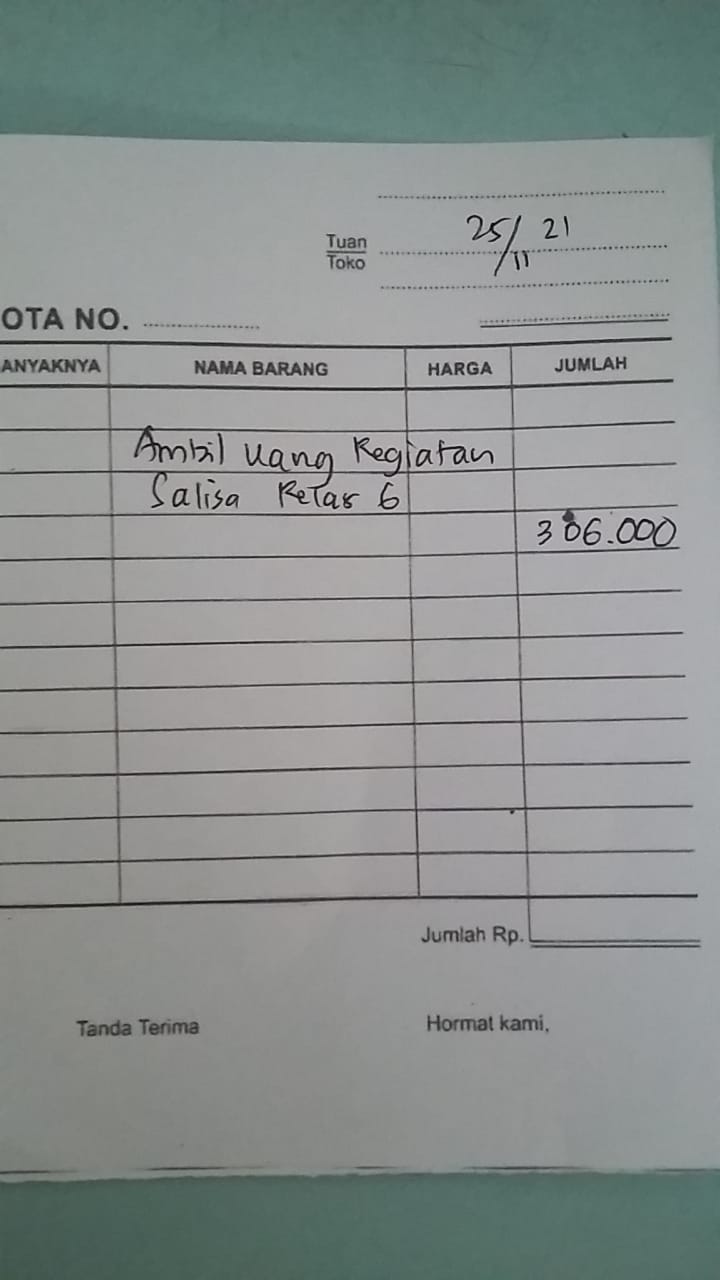 25/11 21
Tuan
Toko
OTA NO.
ANYAKNYA NAMA BARANG HARGA JUMLAH
Ambil uang Kegiatan
Salisa Kelas 6
306.000
Jumlah Rp.
Tanda Terima Hormat kami,